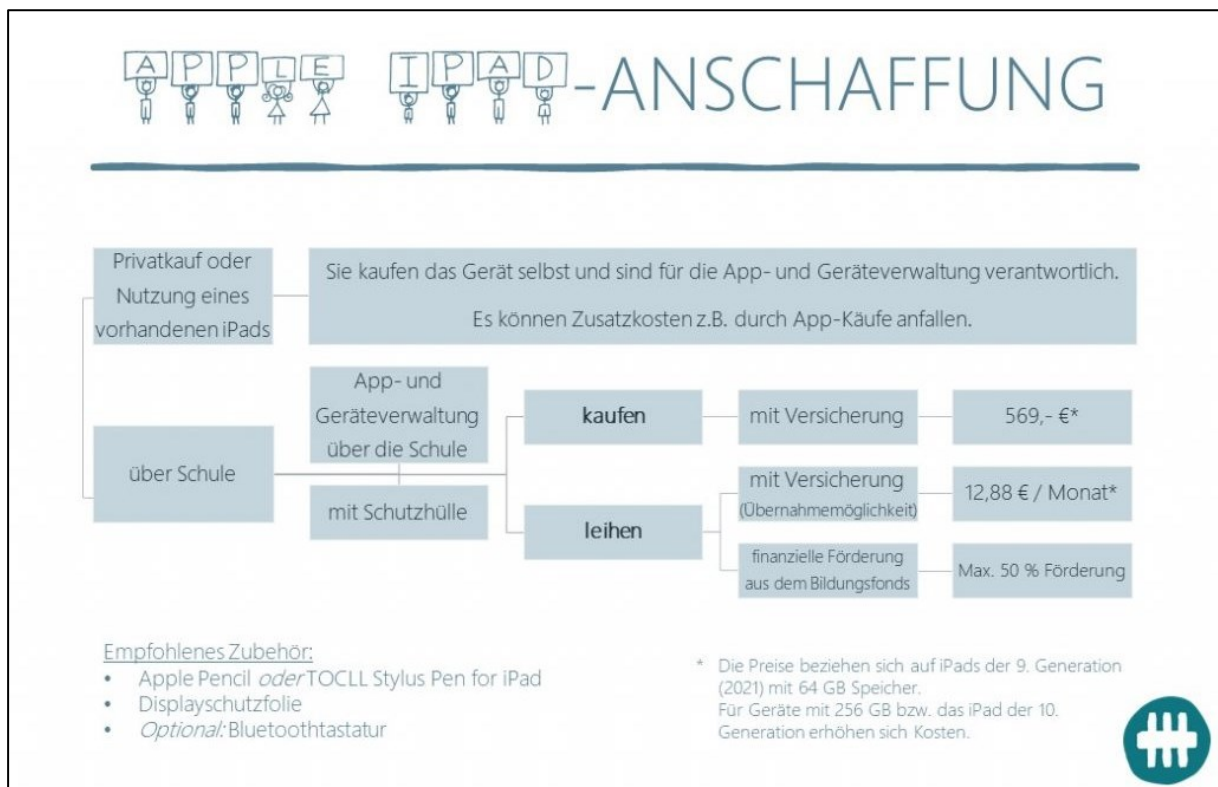 APPLE IPAD-ANSCHAFFUNG
Privatkauf oder
Nutzung eines
vorhandenen iPads
Sie kaufen das Gerät selbst und sind für die App- und Geräteverwaltung verantwortlich.
Es können Zusatzkosten z.B. durch App-Käufe anfallen.
über Schule
App- und
Geräteverwaltung
über die Schule
mit Schutzhülle
kaufen
mit Versicherung
569,- €*
leihen
mit Versicherung
(Übernahmemöglichkeit)
12,88 € / Monat*
finanzielle Förderung
aus dem Bildungsfonds
Max. 50 % Förderung
Empfohlenes Zubehör:
• Apple Pencil oder TOCLL Stylus Pen for iPad
• Displayschutzfolie
• Optional: Bluetoothtastatur
* Die Preise beziehen sich auf iPads der 9. Generation
(2021) mit 64 GB Speicher.
Für Geräte mit 256 GB bzw. das iPad der 10.
Generation erhöhen sich Kosten.